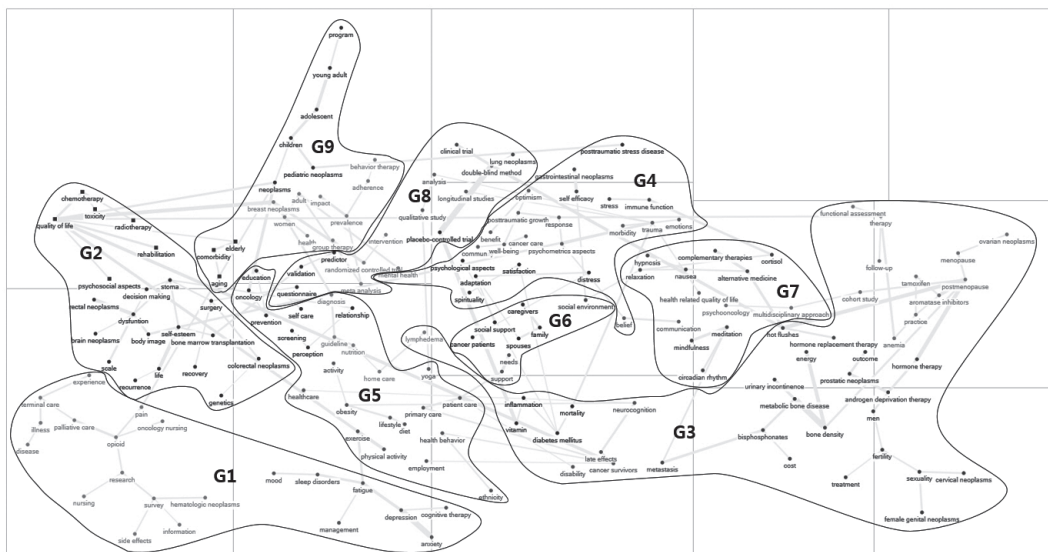 program
young adult
adolescent
children
G9
pediatric neoplasms
behavior therapy
neoplasms
adherence
adult
impact
breast neoplasms
women
prevalence
health
group therapy
elderly
comorbidity
aging
chemotherapy
toxicity
quality of life
radiotherapy
G2
rehabilitation
psychosocial aspects
stoma
decision making
surgery
rectal neoplasms
dysfuntion
self-esteem
brain neoplasms
body image
bone marrow transplantation
scale
life
recovery
colorectal neoplasms
recurrence
genetics
education
oncology
validation
predictor
questionnaire
randomized controlled trial
meta analysis
mental health
clinical trial
lung neoplasms
double-blind method
analysis
longitudinal studies
G8
qualitative study
placebo-controlled trial
intervention
posttraumatic stress disease
gastrointestinal neoplasms
G4
self efficacy
optimism
stress
immune function
posttraumatic growth
response
morbidity
trauma
emotions
benefit
cancer care
commun
well-being
psychometrics aspects
psychological aspects
satisfaction
adaptation
distress
spirituality
belief
hypnosis
complementary therapies
cortisol
relaxation
nausea
alternative medicine
G7
health related quality of life
psychooncology
multidisciplinary approach
communication
meditation
mindfulness
circadian rhythm
social environment
caregivers
G6
social support
family
cancer patients
spouses
needs
support
diagnosis
self care
relationship
prevention
screening
guideline
perception
nutrition
lymphedema
activity
home care
yoga
healthcare
G5
obesity
primary care
patient care
lifestyle
diet
exercise
health behavior
physical activity
employment
ethnicity
experience
terminal care
pain
illness
palliative care
oncology nursing
disease
opioid
G1
research
mood
sleep disorders
fatigue
nursing
survey
hematologic neoplasms
information
side effects
management
depression
cognitive therapy
anxiety
functional assessment
therapy
ovarian neoplasms
menopause
follow-up
tamoxifen
postmenopause
cohort study
aromatase inhibitors
practice
hot flushes
hormone replacement therapy
anemia
energy
outcome
hormone therapy
prostatic neoplasms
urinary incontinence
androgen deprivation therapy
metabolic bone disease
men
inflammation
mortality
neurocognition
vitamin
diabetes mellitus
G3
bisphosphonates
bone density
late effects
disability
cancer survivors
metastasis
cost
fertility
treatment
sexuality
cervical neoplasms
female genital neoplasms